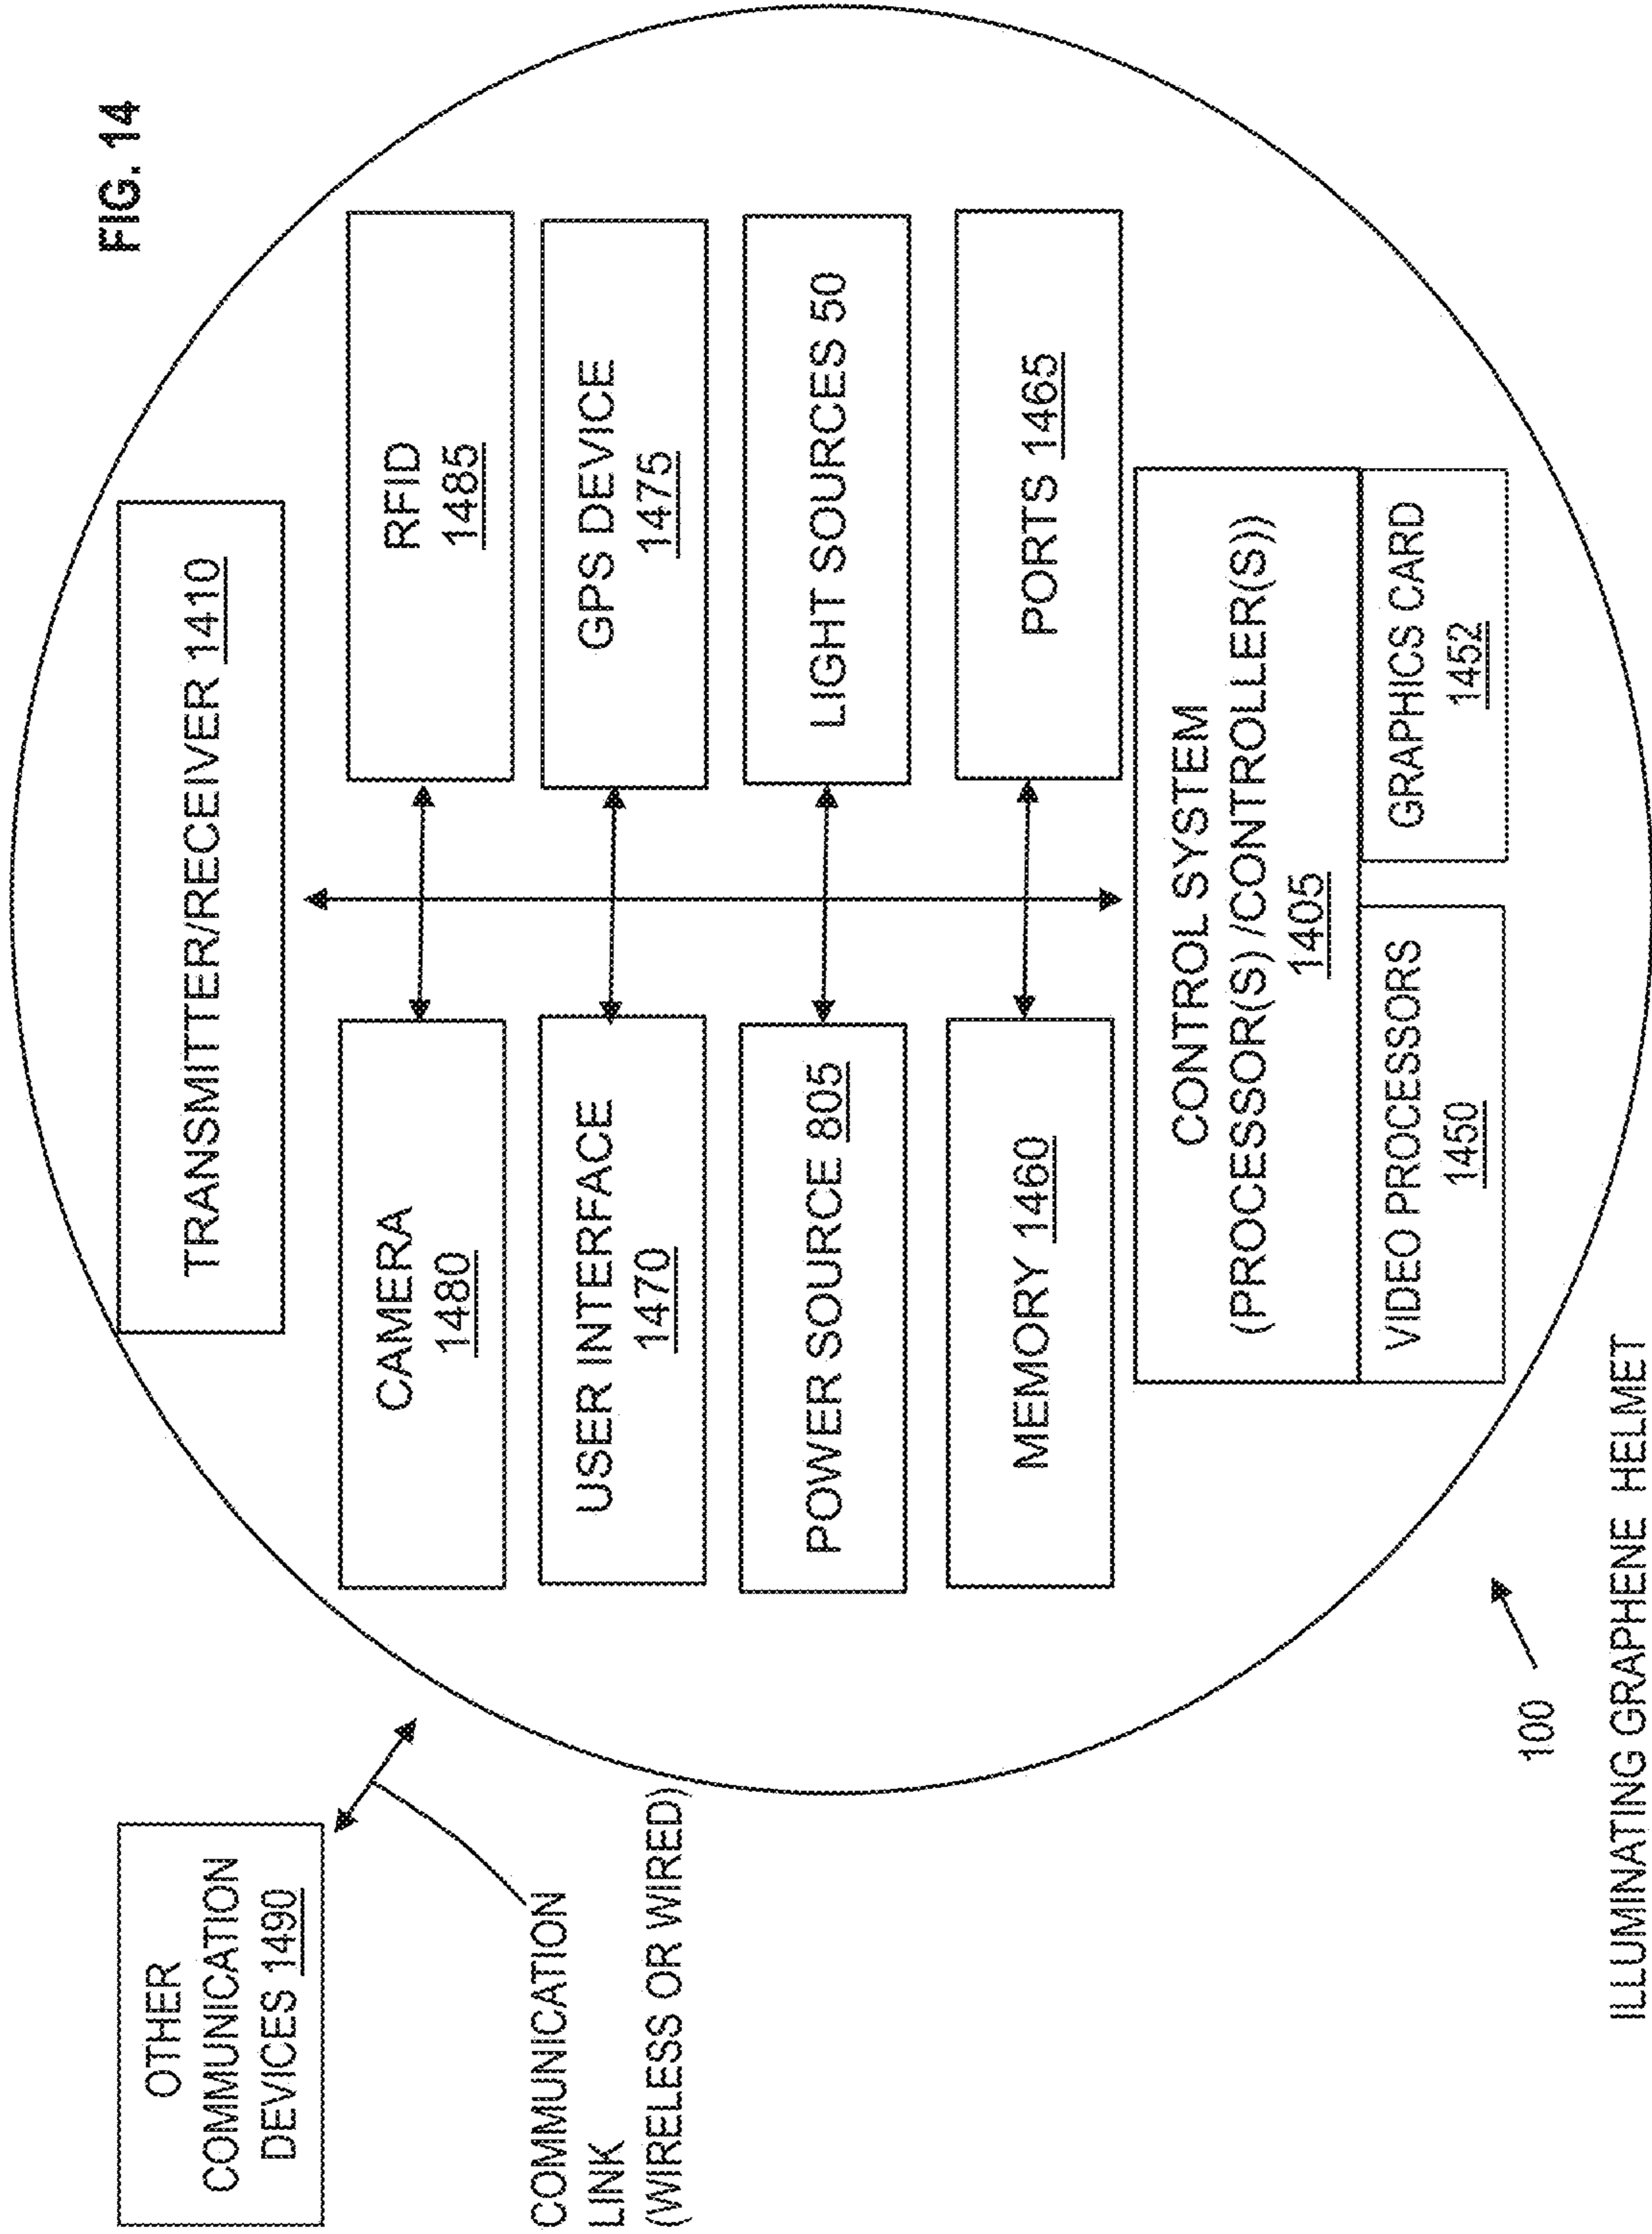 FIG. 14
OTHER
COMMUNICATION
DEVICES 1490
TRANSMITTER/RECEIVER 1410
CAMERA
1480
RFID
1485
USER INTERFACE
1470
GPS DEVICE
1475
COMMUNICATION
LINK
(WIRELESS OR WIRED)
POWER SOURCE 805
LIGHT SOURCES 50
MEMORY 1460
PORTS 1465
CONTROL SYSTEM
(PROCESSOR(S) /CONTROLLER(S))
1405
VIDEO PROCESSORS
1450
GRAPHICS CARD
1452
100
ILLUMINATING GRAPHENE HELMET